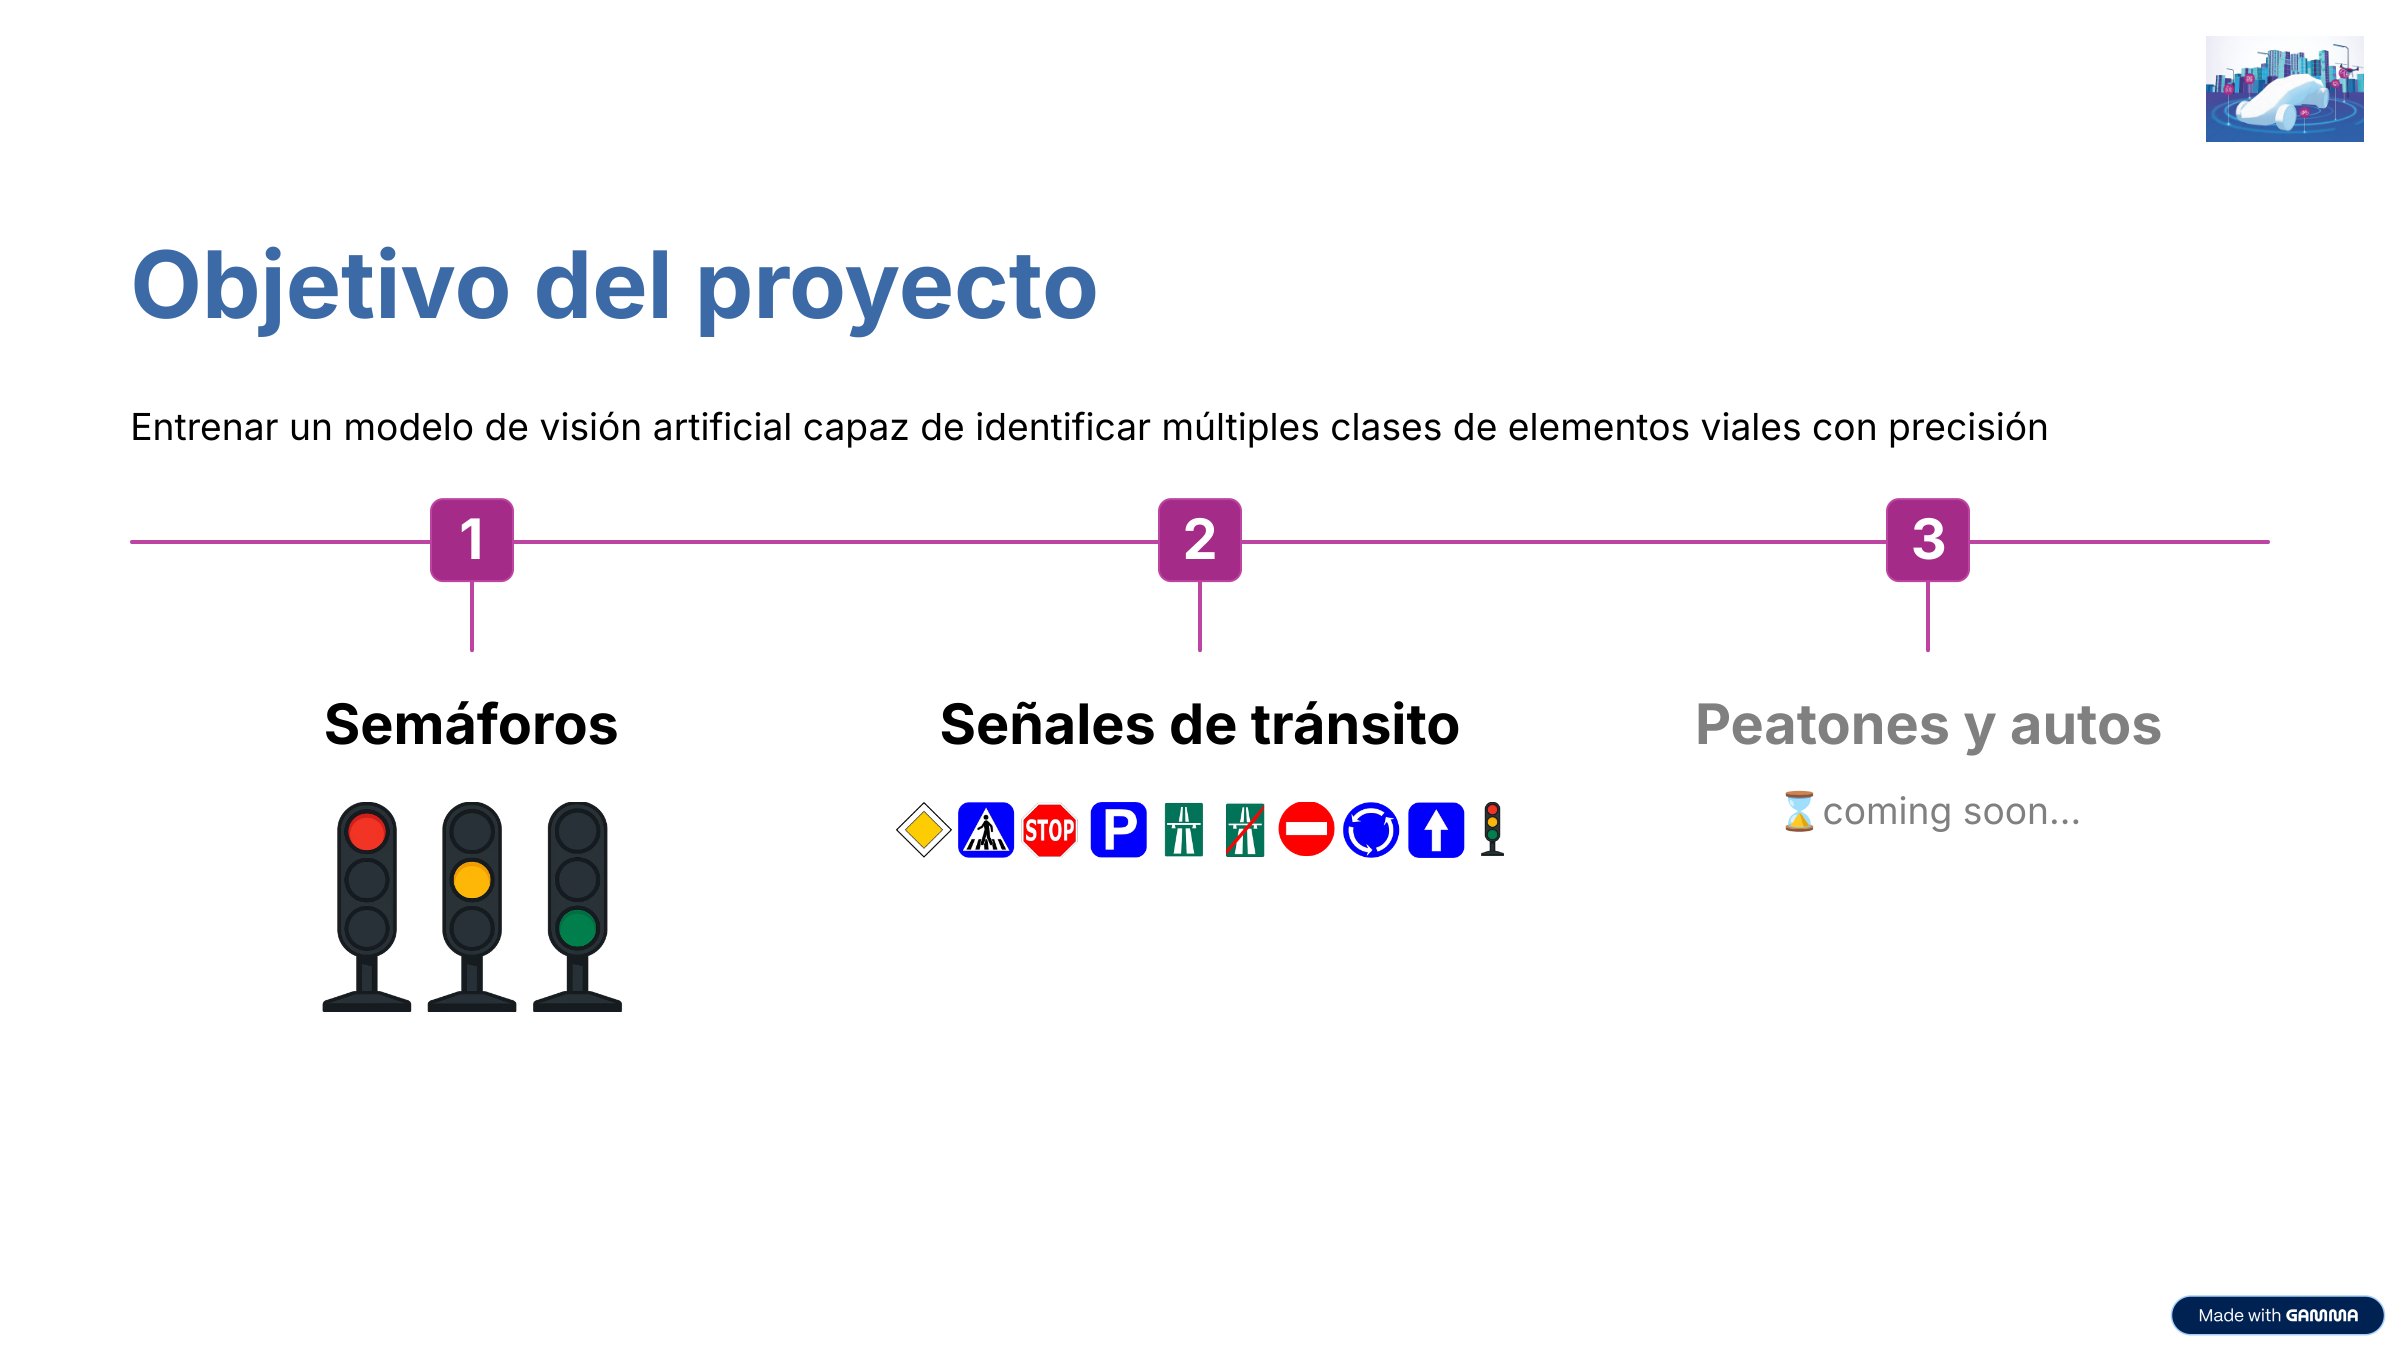 Objetivo del proyecto
Entrenar un modelo de visión artificial capaz de identificar múltiples clases de elementos viales con precisión
1
2
3
Semáforos
Señales de tránsito
Peatones y autos
STOP
P
⌛coming soon...
Made with GAMMA